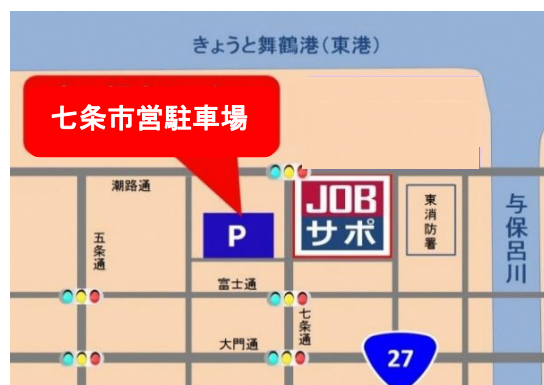 きょうと舞鶴港(東港)
七条市営駐車場
潮路通
JOB
サポ
P
東消防署
与保呂川
五条通
富士通
七条通
大門通
27